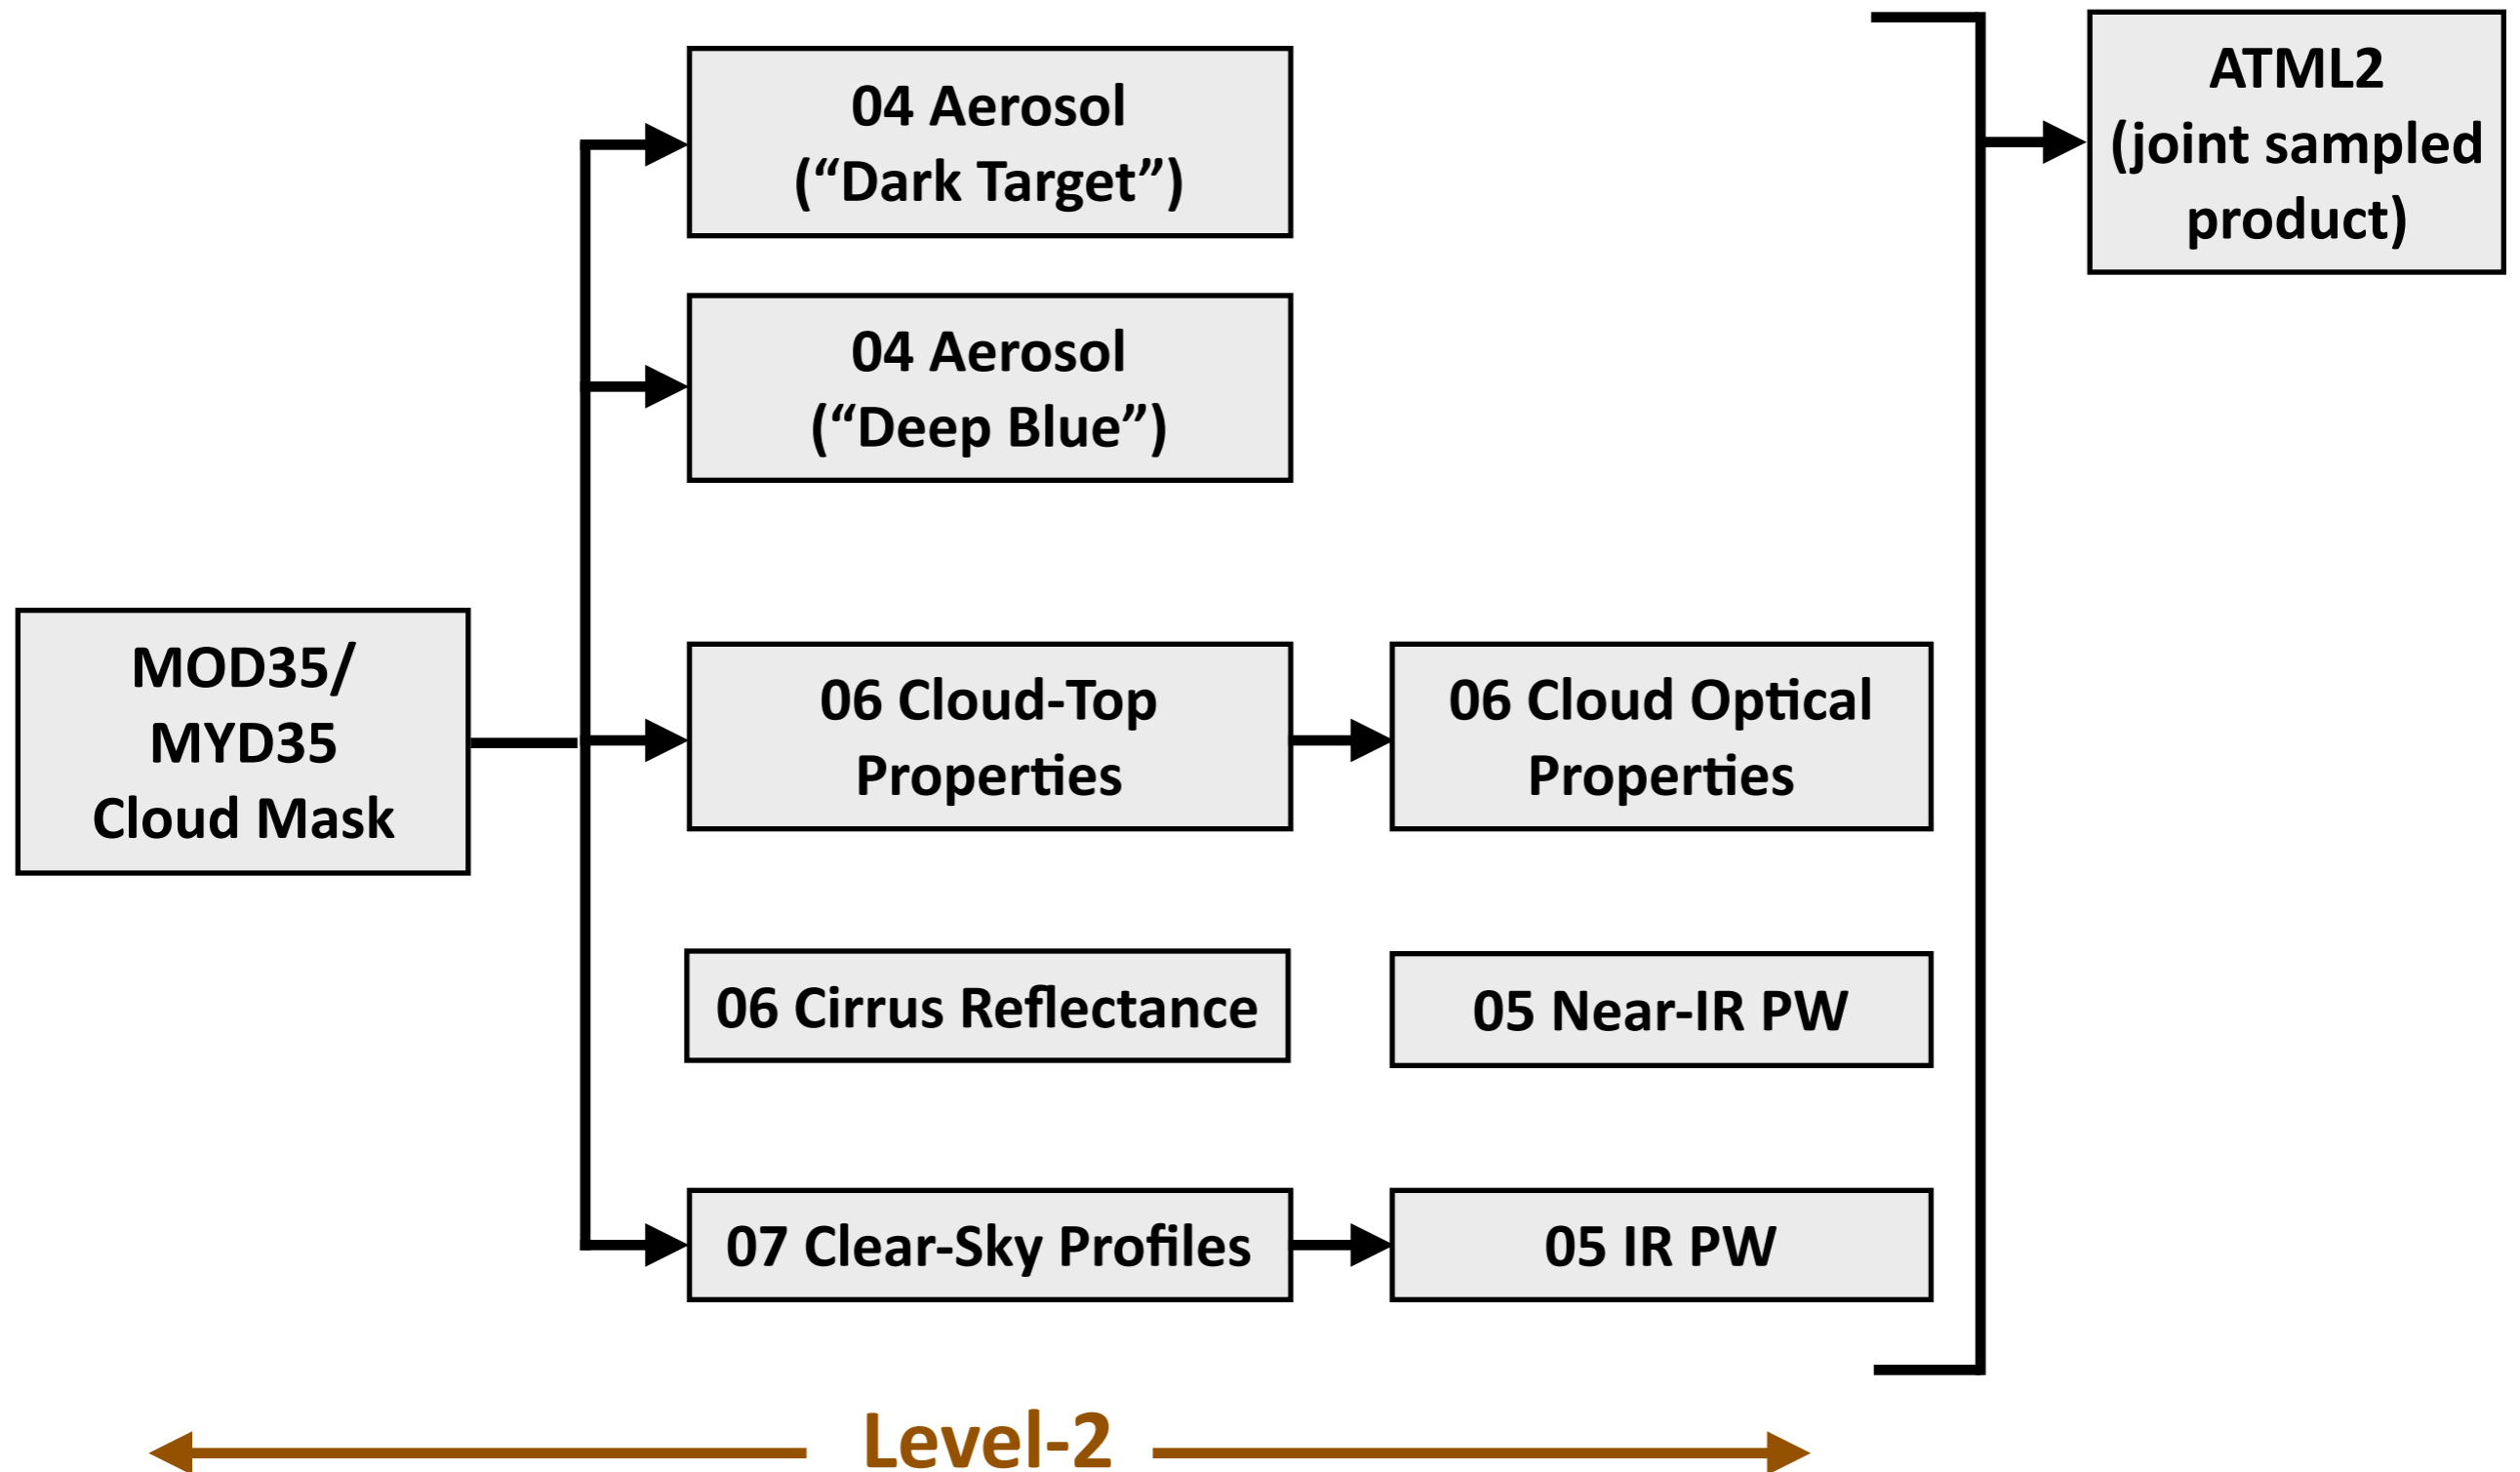 04 Aerosol
(“Dark Target”)
ATML2
(joint sampled
product)
04 Aerosol
(“Deep Blue”)
MOD35/
MYD35
Cloud Mask
06 Cloud-Top
Properties
06 Cloud Optical
Properties
06 Cirrus Reflectance
05 Near-IR PW
07 Clear-Sky Profiles
05 IR PW
Level-2